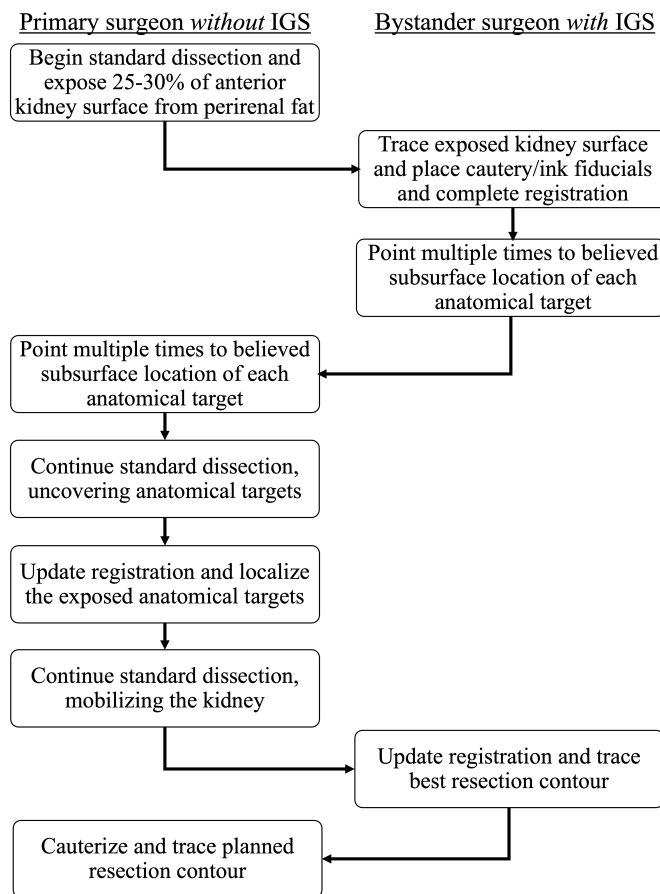 Primary surgeon without IGS
Bystander surgeon with IGS
Begin standard dissection and
expose 25-30% of anterior
kidney surface from perirenal fat
Trace exposed kidney surface
and place cautery/ink fiducials
and complete registration
Point multiple times to believed
subsurface location of each
anatomical target
Point multiple times to believed
subsurface location of each
anatomical target
Continue standard dissection,
uncovering anatomical targets
Update registration and localize
the exposed anatomical targets
Continue standard dissection,
mobilizing the kidney
Update registration and trace
best resection contour
Cauterize and trace planned
resection contour